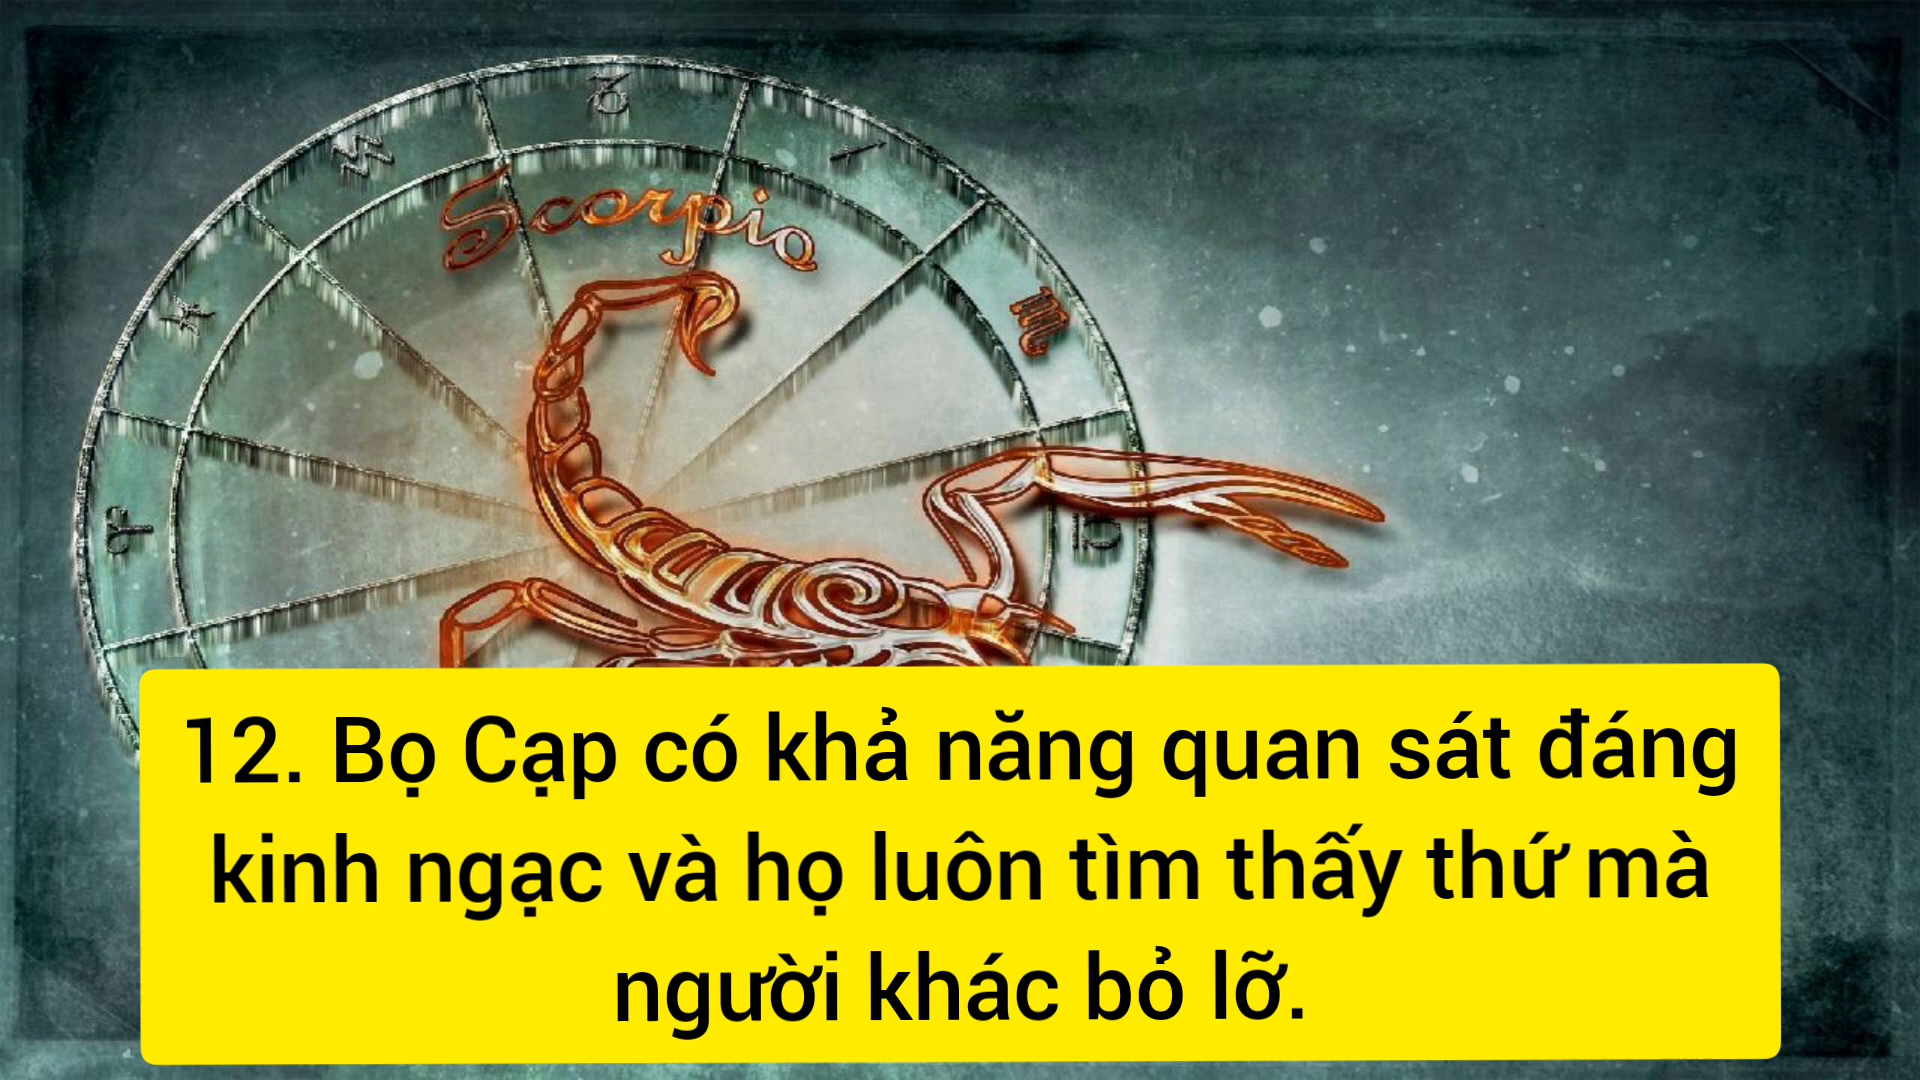 Scorpio
12. Bọ Cạp có khả năng quan sát đáng
kinh ngạc và họ luôn tìm thấy thứ mà
người khác bỏ lỡ.